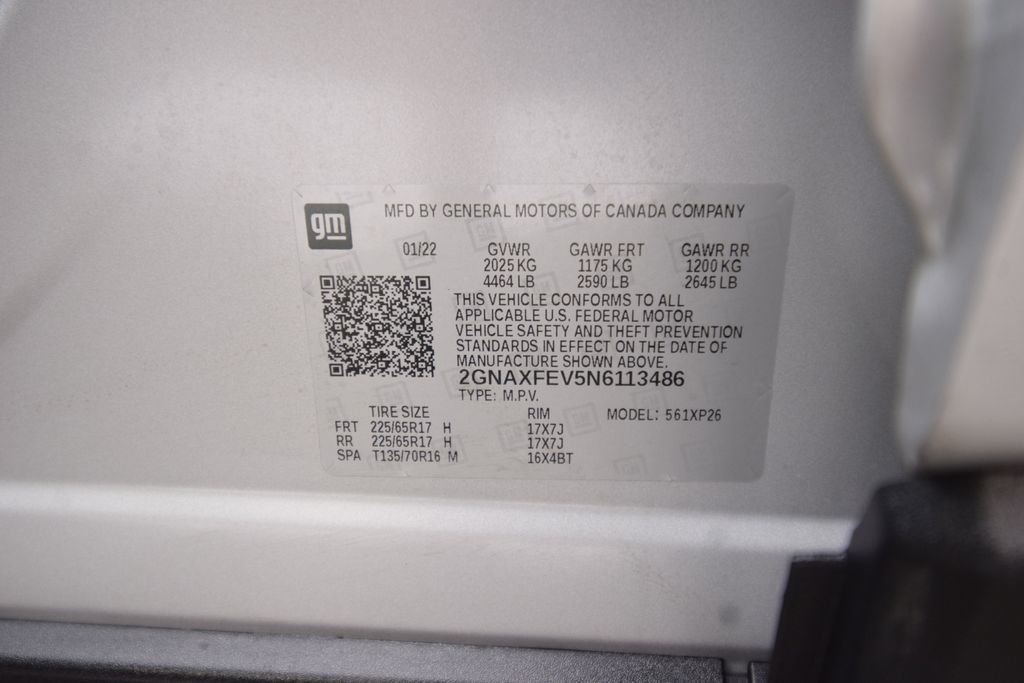 gm
MFD BY GENERAL MOTORS OF CANADA COMPANY
01/22 GVWR GAWR FRT GAWR RR
2025 KG 1175 KG 1200 KG
4464 LB 2590 LB 2645 LB
THIS VEHICLE CONFORMS TO ALL
APPLICABLE U.S. FEDERAL MOTOR
VEHICLE SAFETY AND THEFT PREVENTION
STANDARDS IN EFFECT ON THE DATE OF
MANUFACTURE SHOWN ABOVE.
2GNAXFEV5N6113486
TYPE: M.P.V.
TIRE SIZE RIM MODEL: 561XP26
FRT 225/65R17 H 17X7J
RR 225/65R17 H 17X7J
SPA T135/70R16 M 16X4BT